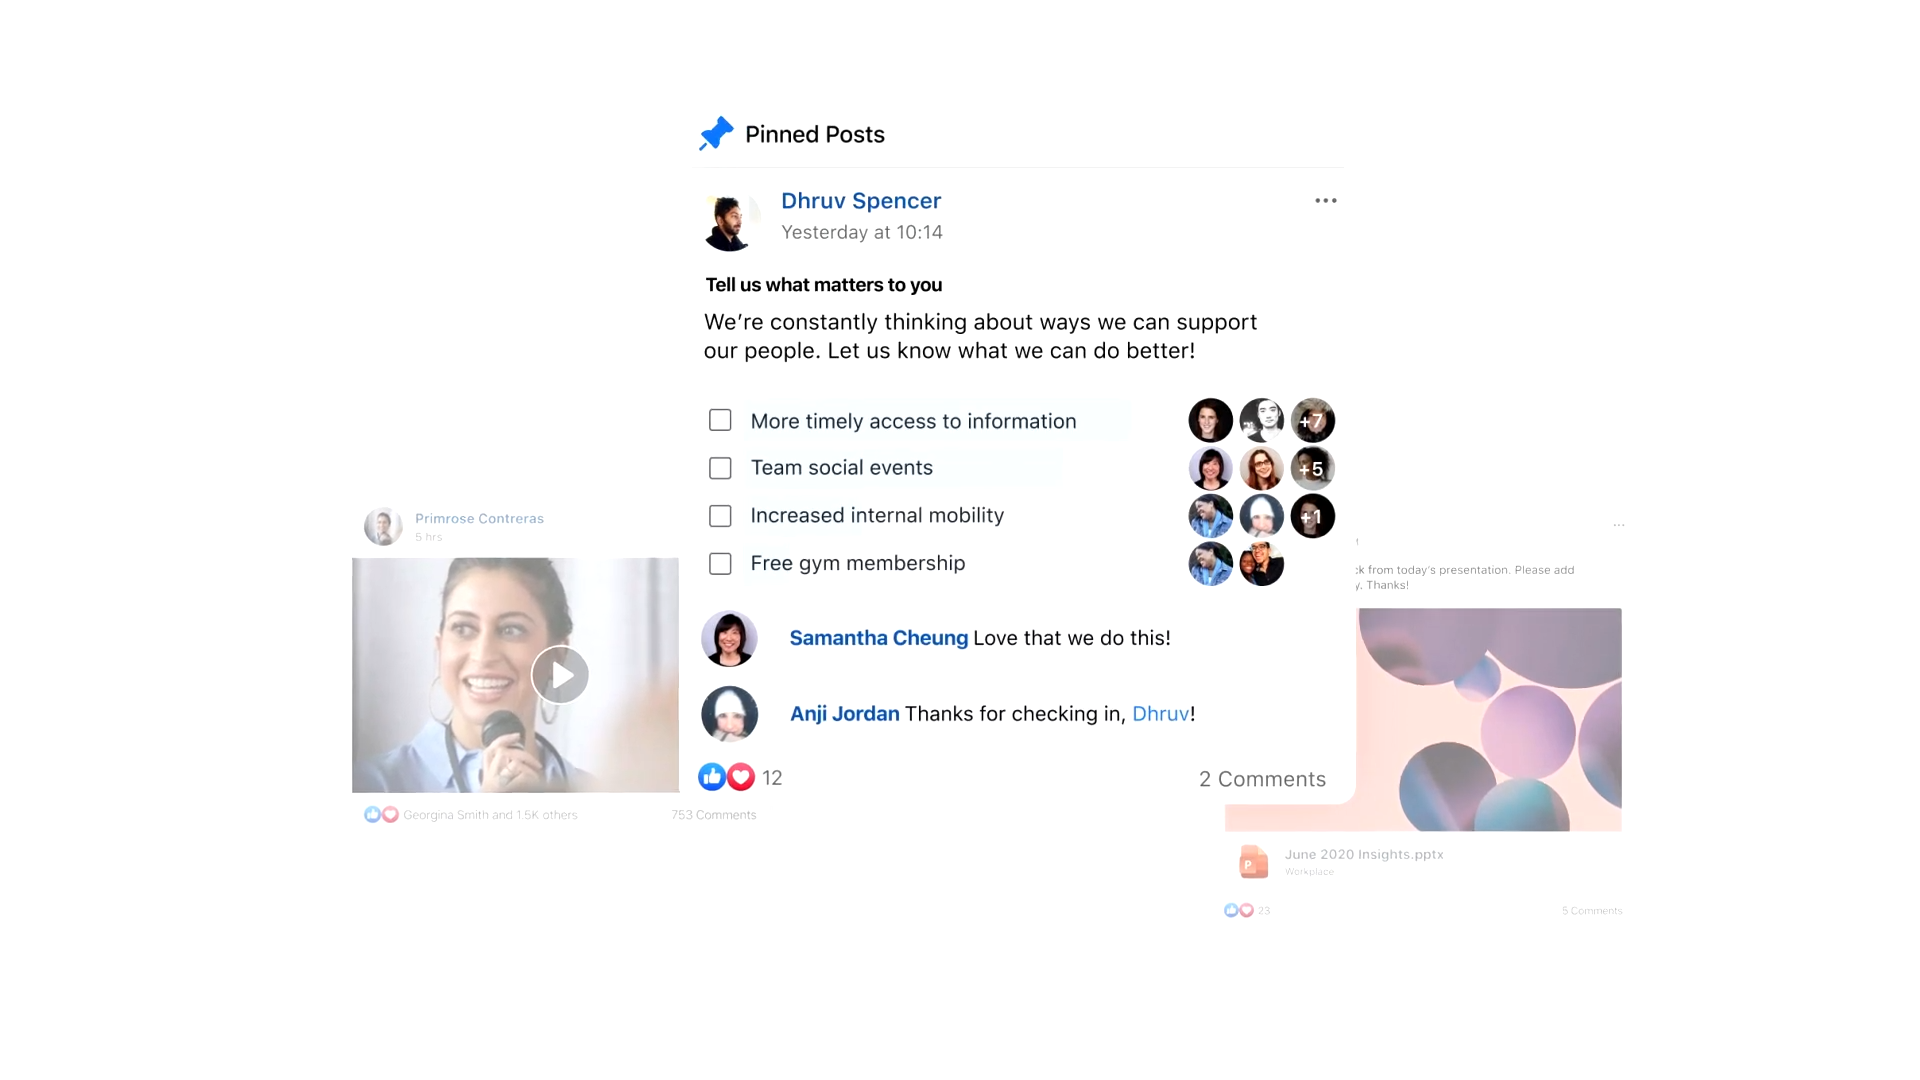 Pinned Posts
Dhruv Spencer
Yesterday at 10:14
Tell us what matters to you
We're constantly thinking about ways we can support
our people. Let us know what we can do better!
More timely access to information
+7
Team social events
+5
Increased internal mobility
+1
Free gym membership
Samantha Cheung Love that we do this!
Anji Jordan Thanks for checking in, Dhruv!
12
2 Comments
Primrose Contreras
5 hrs
Georgina Smith and 1.5K others
753 Comments
from today's presentation. Please add
Thanks!
P
June 2020 Insights.pptx
Workplace
23
5 Comments